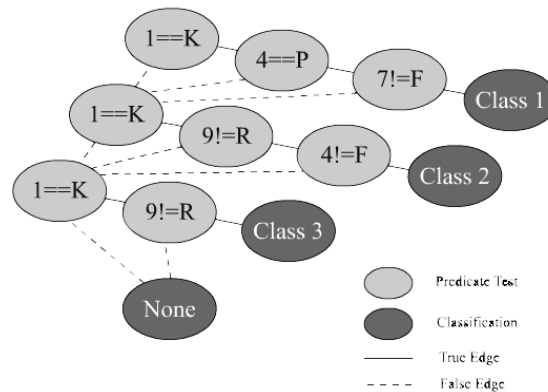 1==K
4==P
7!=F
Class 1
1==K
9!=R
4!=F
Class 2
1==K
9!=R
Class 3
None
Predicate Test
Classification
True Edge
False Edge